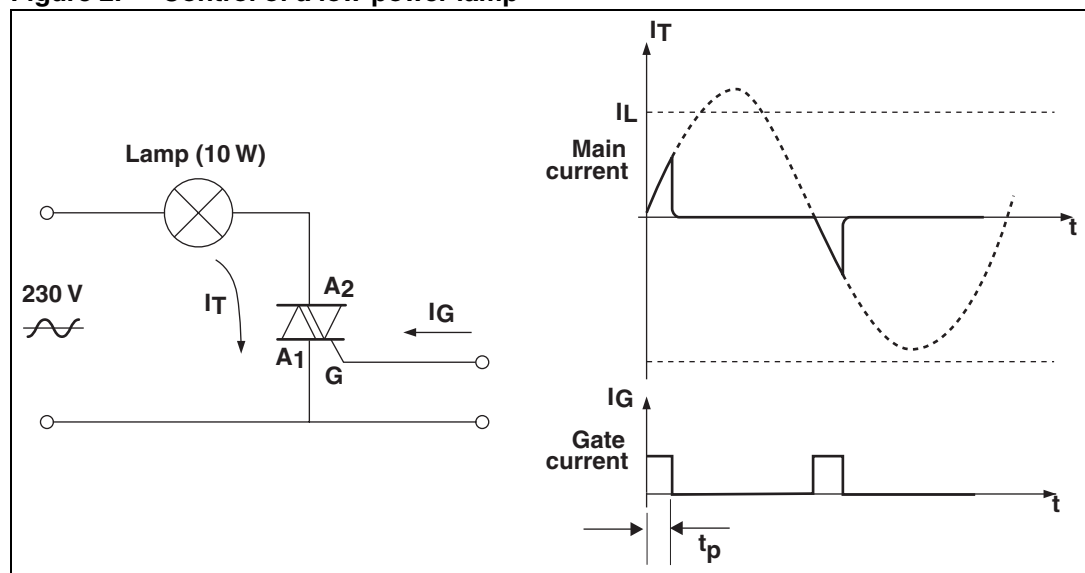 Figure 2. Control of a low power lamp
Lamp (10 W)
230 V
IT
A2
A1
G
IG
IT
IL
Main
current
t
IG
Gate
current
t
tp